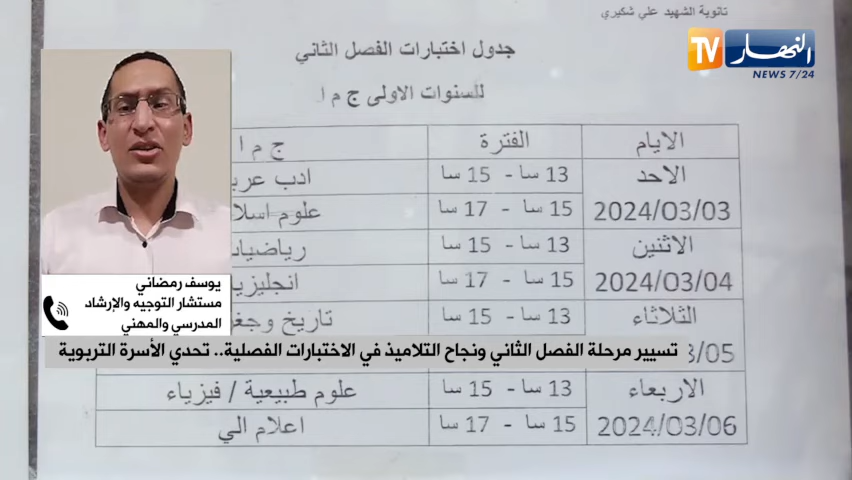 ثانوية الشهيد علي شكيري
النهار TV
NEWS 7/24
جدول اختبارات الفصل الثاني
للسنوات الاولى ج م ا
الايام الفترة ج م ا
الاحد 13 سا - 15 سا ادب
2024/03/03 15 سا - 17 سا علوم
الاثنين 13 سا - 15 سا رياضيات
2024/03/04 15 سا - 17 سا
الثلاثاء 13 سا - 15 سا تاريخ
الاربعاء 13 سا - 15 سا علوم طبيعية / فيزياء
2024/03/06 15 سا - 17 سا اعلام الي
يوسف رمضاني
مستشار التوجيه والإرشاد
المدرسي والمهني
تسيير مرحلة الفصل الثاني ونجاح التلاميذ في الاختبارات الفصلية.. تحدي الأسرة التربوية